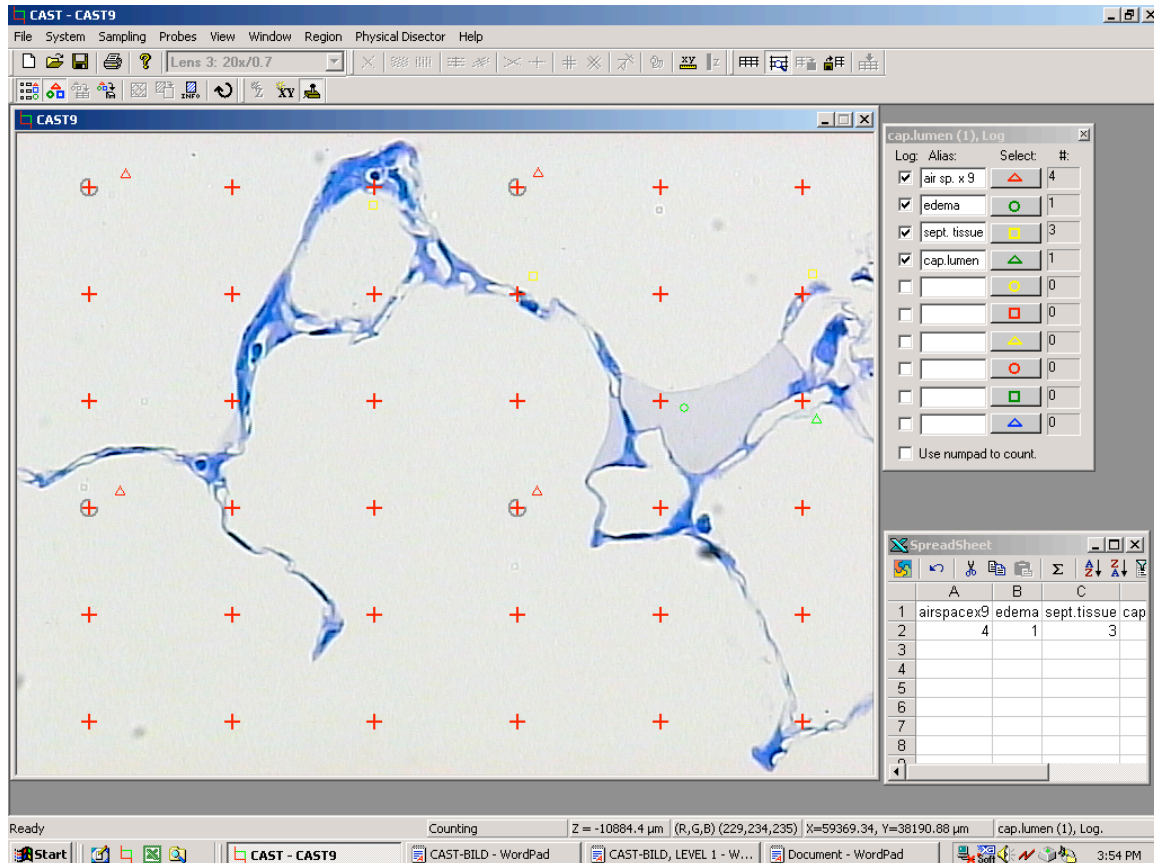 CAST - CAST9
File System Sampling Probes View Window Region Physical Disector Help
Lens 3: 20x/0.7
xy z
INFO XY
CAST9
cap.lumen (1), Log
Log: Alias: Select: #:
air sp. x 9 4
edema 1
sept. tissue 3
cap.lumen 1
0
0
0
0
0
0
Use numpad to count.
SpreadSheet
A B C
1 airspacex9 edema sept.tissue cap
2 4 1 3
3
4
5
6
7
8
Ready Counting Z = -10884.4 µm (R,G,B) (229,234,235) X=59369.34, Y=38190.88 µm cap.lumen (1), Log.
Start CAST - CAST9 CAST-BILD - WordPad CAST-BILD, LEVEL 1 - W... Document - WordPad 3:54 PM